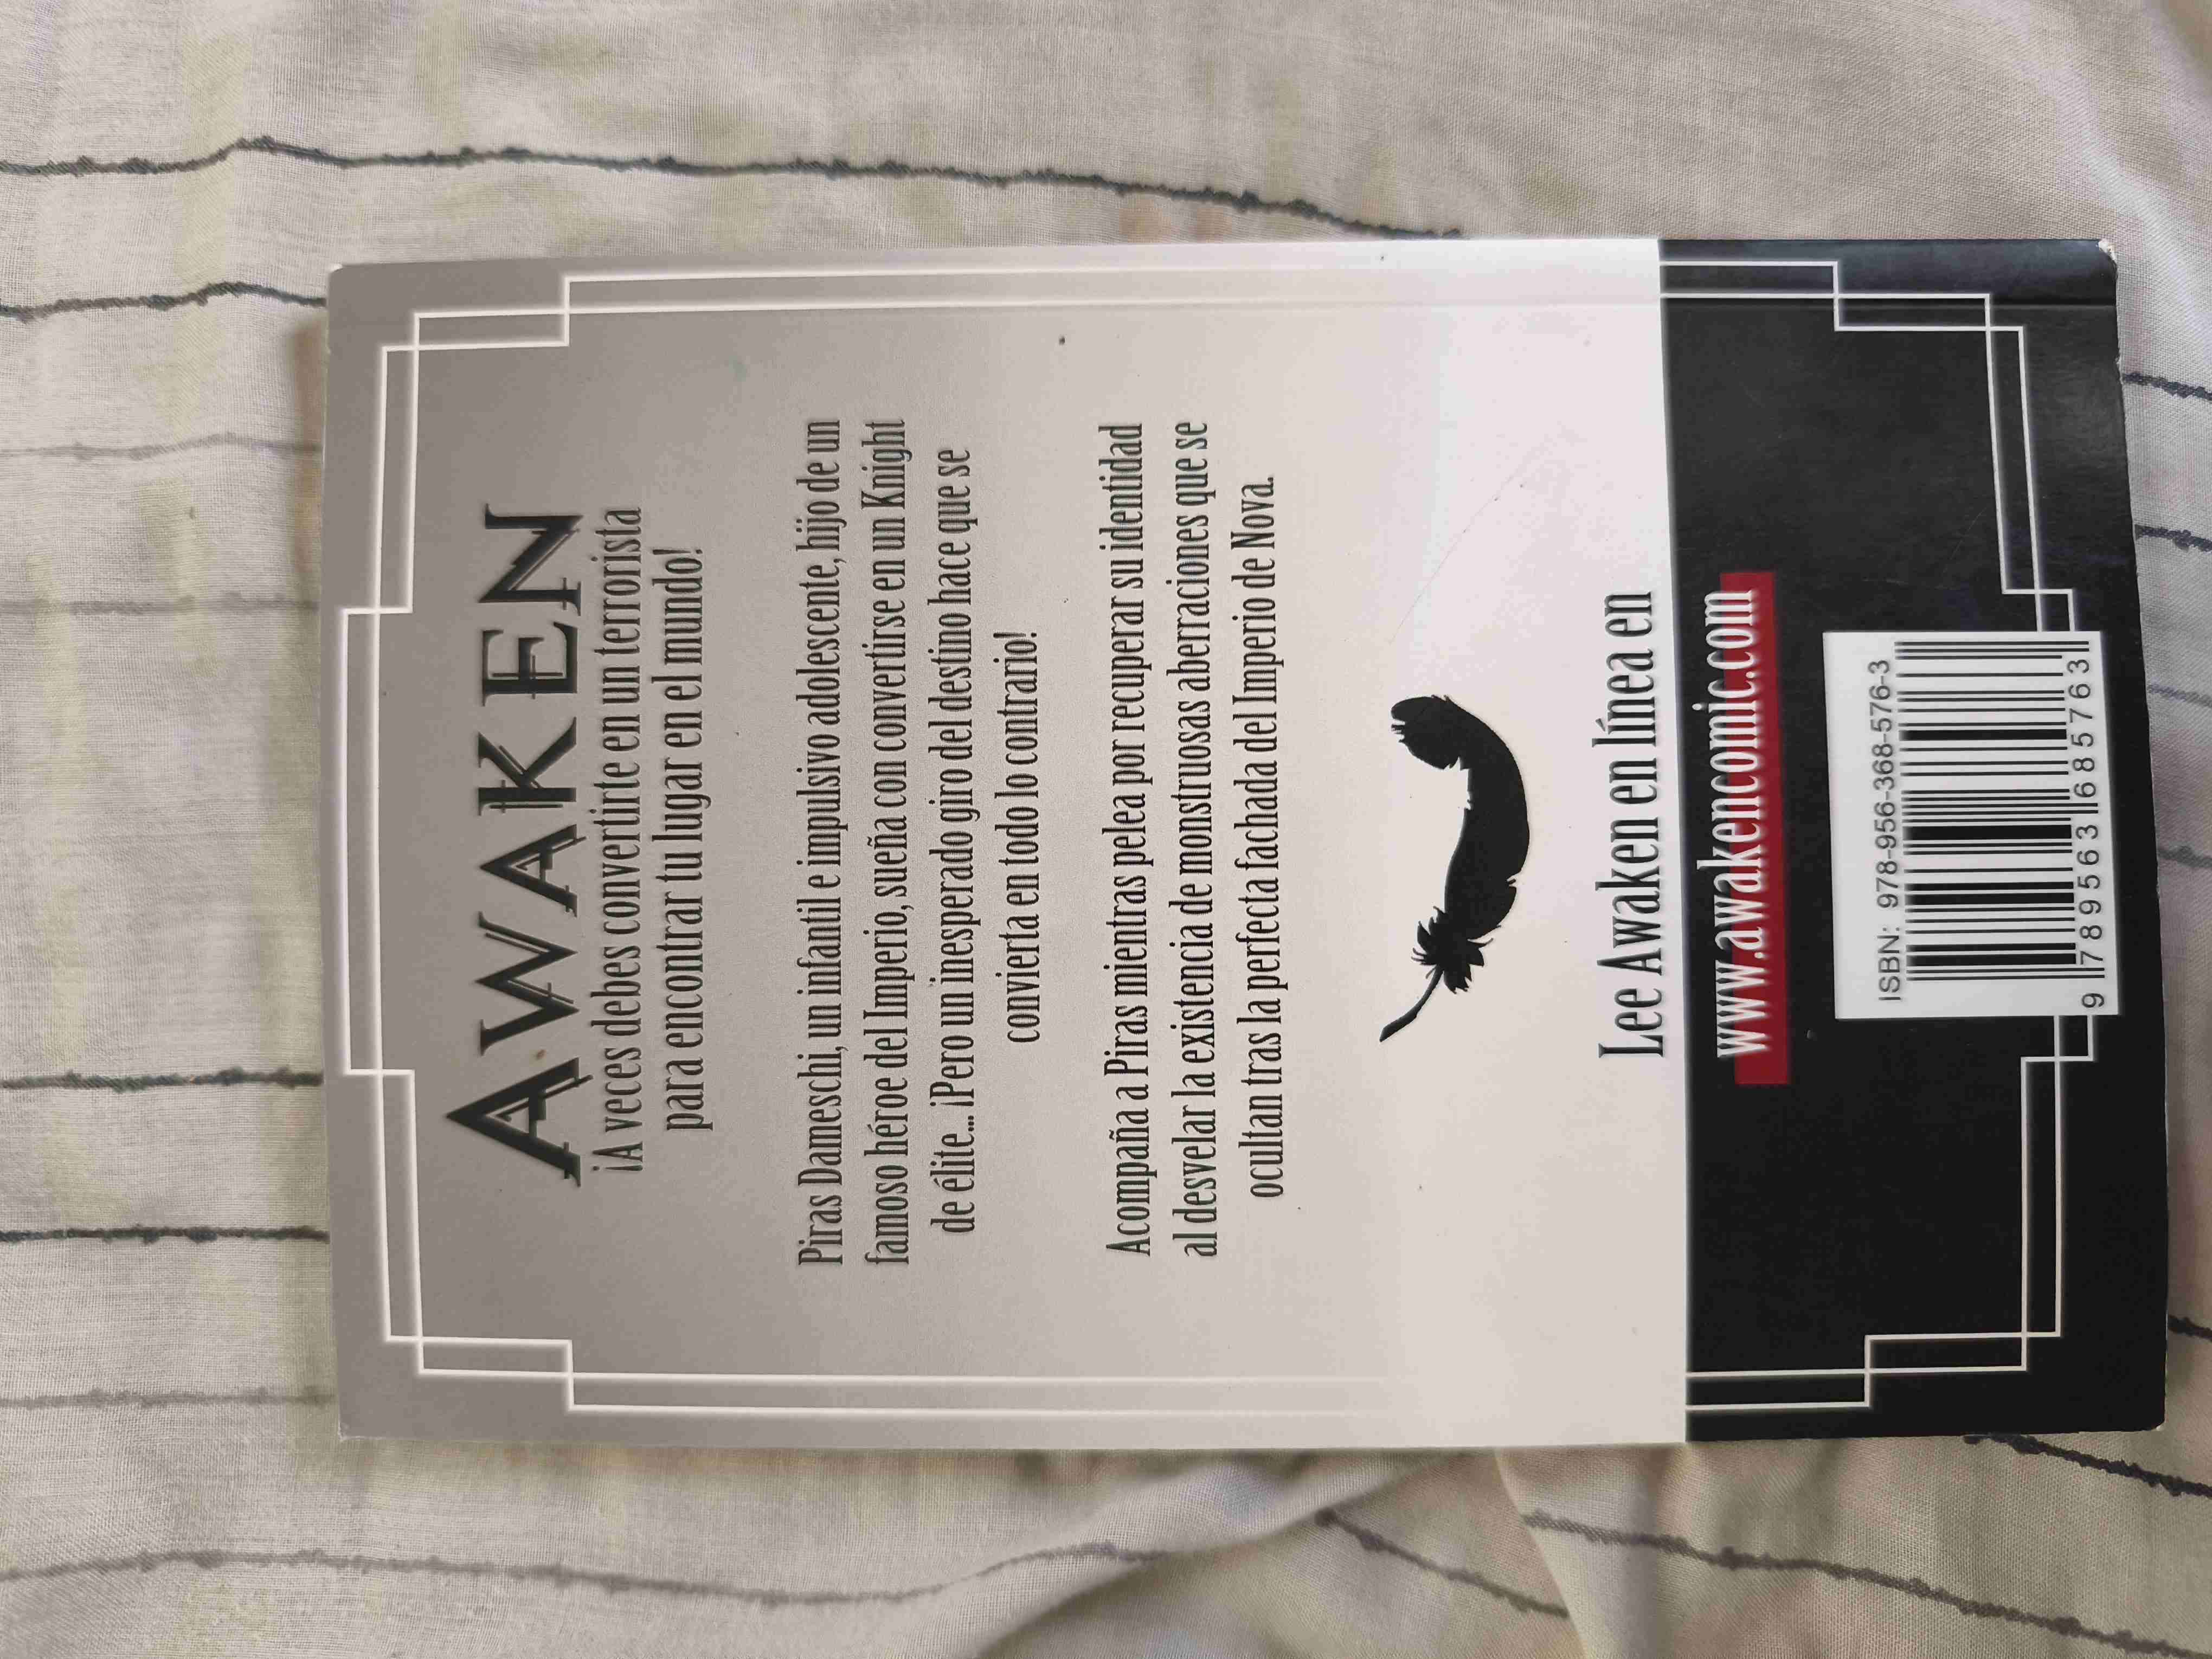 AWAKEN
¡A veces debes convertirte en un terrorista
para encontrar tu lugar en el mundo!
Piras Dameschi, un infantil e impulsivo adolescente, hijo de un
famoso héroe del Imperio, sueña con convertirse en un Knight
de élite... ¡Pero un inesperado giro del destino hace que se
convierta en todo lo contrario!
Acompaña a Piras mientras pelea por recuperar su identidad
al desvelar la existencia de monstruosas aberraciones que se
ocultan tras la perfecta fachada del Imperio de Nova.
Lee Awaken en línea en
www.awakencomic.com
ISBN: 978-956-368-576-3
9 789563 685763